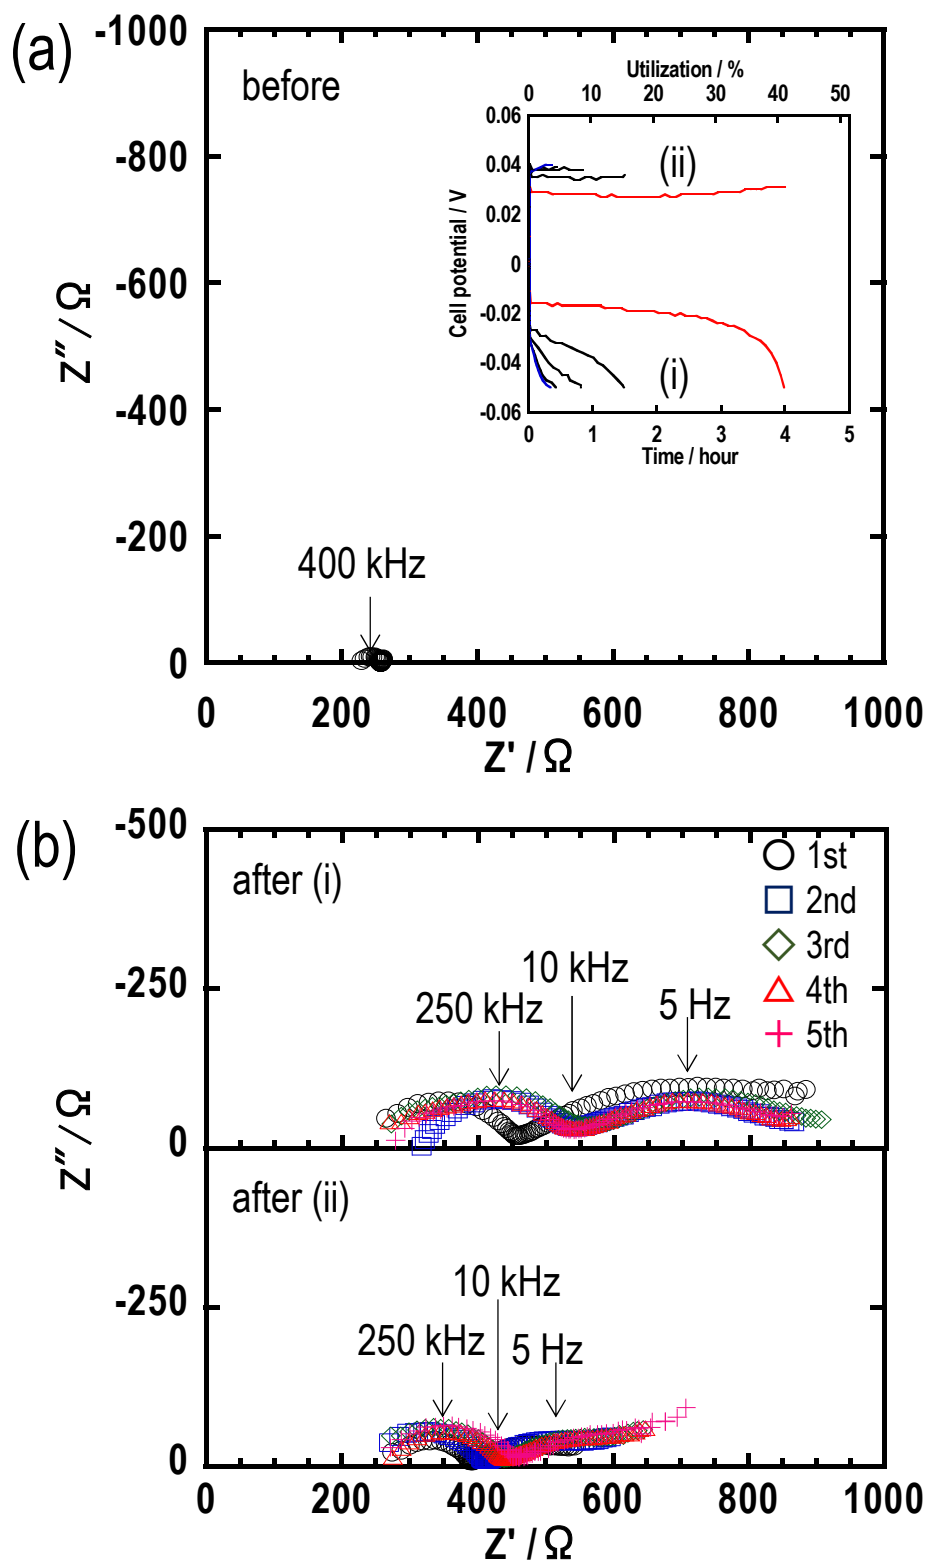 (a)
before
-1000
-800
-600
-400
-200
0
Z″ / Ω
0 200 400 600 800 1000
Z' / Ω
400 kHz
Utilization / %
0 10 20 30 40 50
0.06
0.04
0.02
0
-0.02
-0.04
-0.06
Cell potential / V
(ii)
(i)
0 1 2 3 4 5
Time / hour
(b)
-500
-250
0
-250
0
Z″ / Ω
after (i)
1st
2nd
3rd
4th
5th
250 kHz
10 kHz
5 Hz
after (ii)
250 kHz
10 kHz
5 Hz
0 200 400 600 800 1000
Z' / Ω